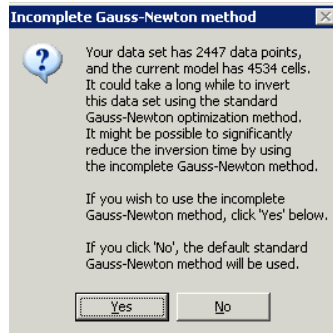 Incomplete Gauss-Newton method
Your data set has 2447 data points,
and the current model has 4534 cells.
It could take a long while to invert
this data set using the standard
Gauss-Newton optimization method.
It might be possible to significantly
reduce the inversion time by using
the incomplete Gauss-Newton method.
If you wish to use the incomplete
Gauss-Newton method, click 'Yes' below.
If you click 'No', the default standard
Gauss-Newton method will be used.
Yes No